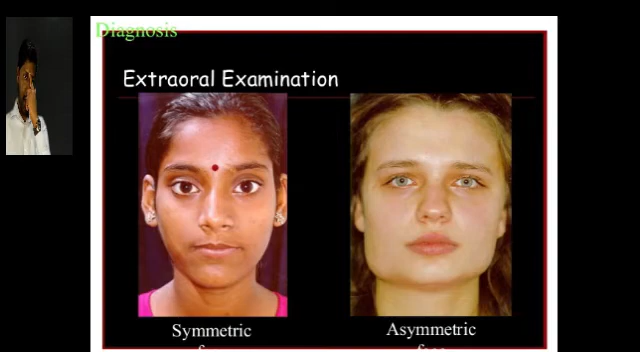 Diagnosis
Extraoral Examination
Symmetric
Asymmetric